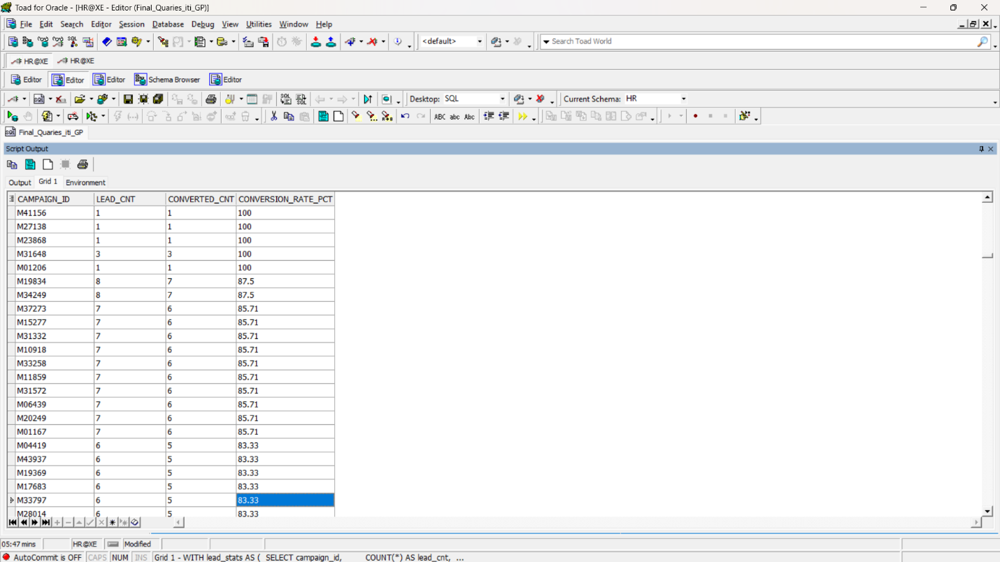 Toad for Oracle - [HR@XE - Editor (Final_Quaries_iti_GP)]
File Edit Search Editor Session Database Debug View Utilities Window Help
SQL <default> Search Toad World
HR@XE HR@XE
Editor Editor Editor Schema Browser Editor
Desktop: SQL Current Schema: HR
ABC abc Abc
Final_Quaries_iti_GP
Script Output
Output Grid 1 Environment
CAMPAIGN_ID LEAD_CNT CONVERTED_CNT CONVERSION_RATE_PCT
M41156 1 1 100
M27138 1 1 100
M23868 1 1 100
M31648 3 3 100
M01206 1 1 100
M19834 8 7 87.5
M34249 8 7 87.5
M37273 7 6 85.71
M15277 7 6 85.71
M31332 7 6 85.71
M10918 7 6 85.71
M33258 7 6 85.71
M11859 7 6 85.71
M31572 7 6 85.71
M06439 7 6 85.71
M20249 7 6 85.71
M01167 7 6 85.71
M04419 6 5 83.33
M43937 6 5 83.33
M19369 6 5 83.33
M17683 6 5 83.33
M33797 6 5 83.33
M28014 6 5 83.33
05:47 mins HR@XE Modified
AutoCommit is OFF CAPS NUM INS Grid 1 - WITH lead_stats AS ( SELECT campaign_id, COUNT(*) AS lead_cnt, ...